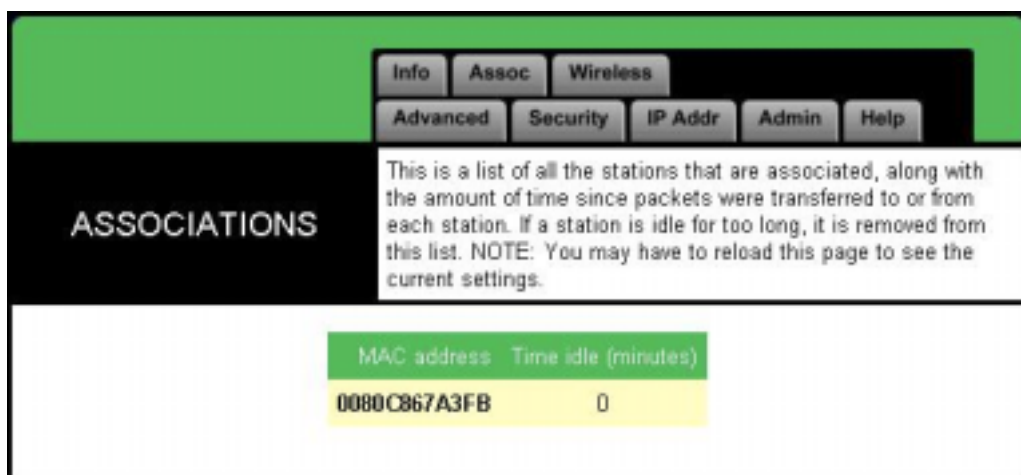 Info Assoc Wireless
Advanced Security IP Addr Admin Help
ASSOCIATIONS
This is a list of all the stations that are associated, along with
the amount of time since packets were transferred to or from
each station. If a station is idle for too long, it is removed from
this list. NOTE: You may have to reload this page to see the
current settings.
MAC address Time idle (minutes)
0080C867A3FB 0